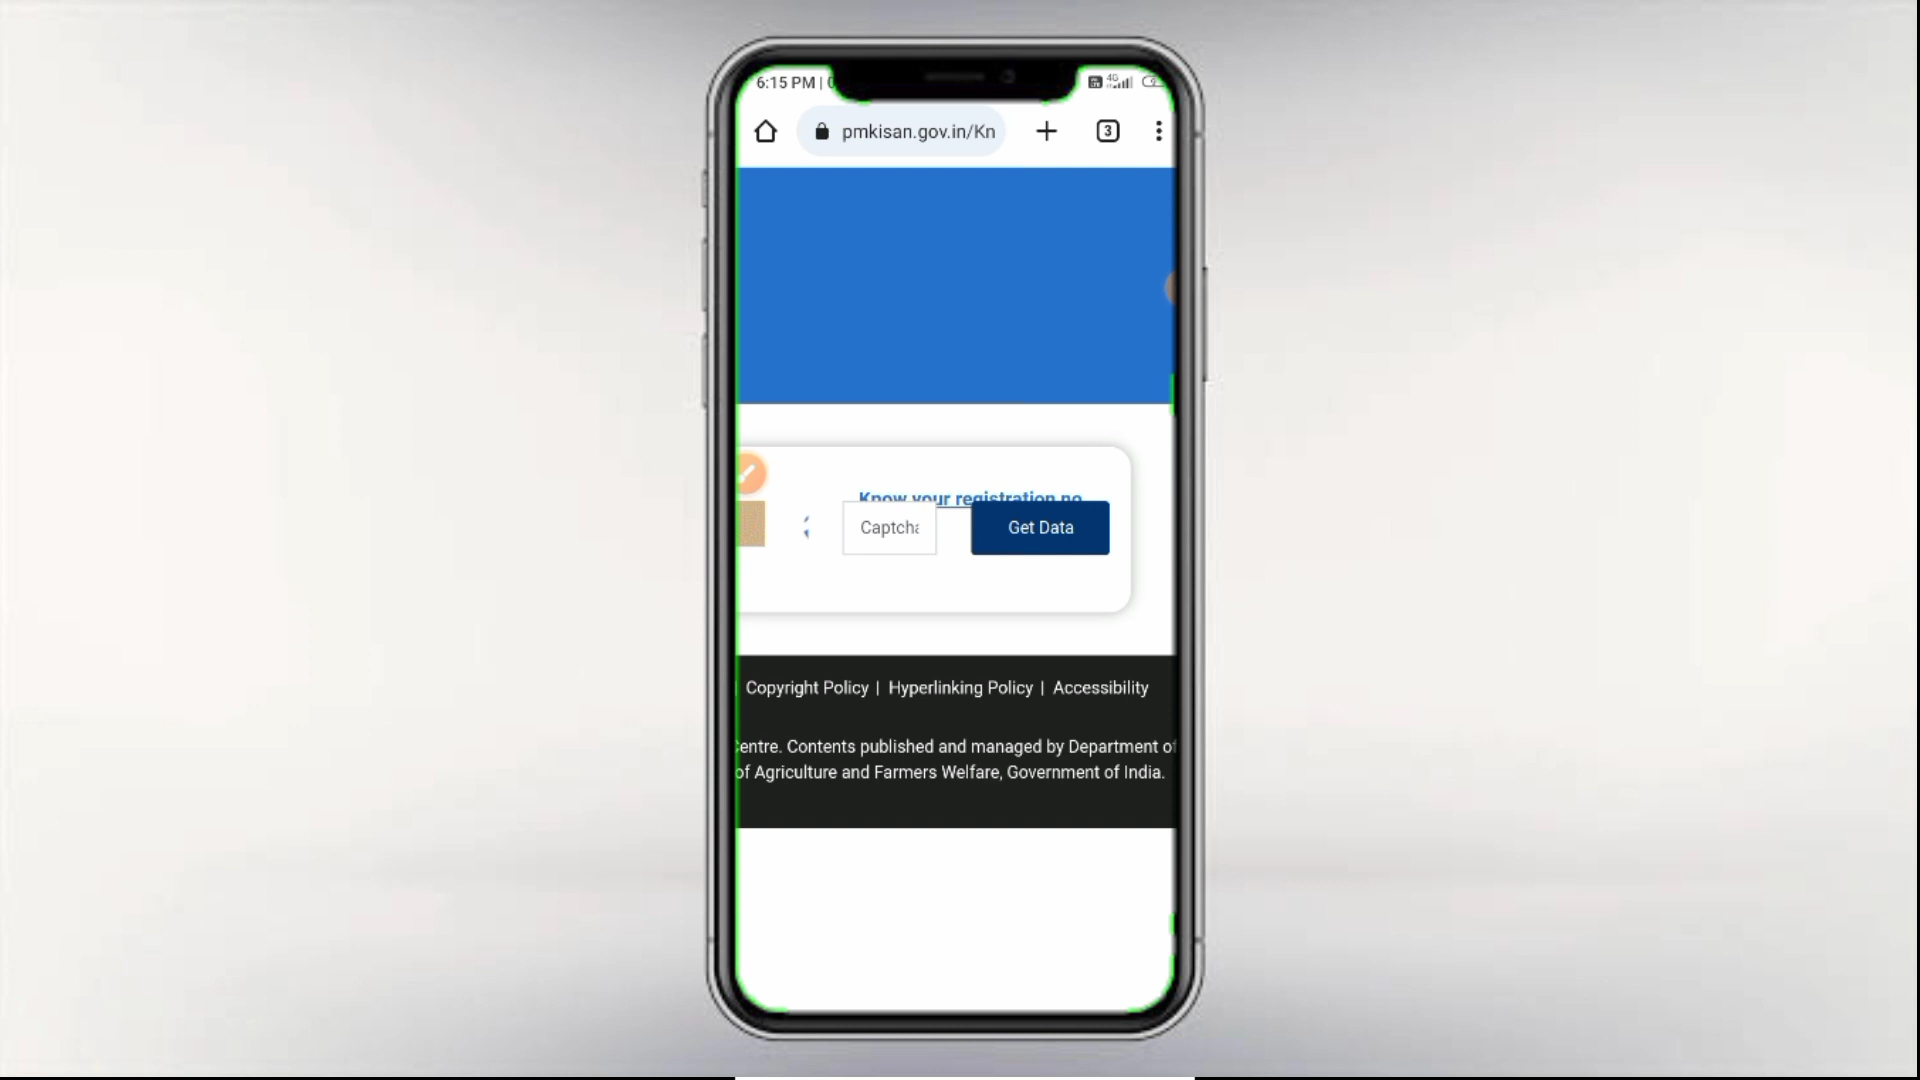 6:15 PM |
4G
pmkisan.gov.in/Kn
3
Know your registration no
Captcha
Get Data
| Copyright Policy | Hyperlinking Policy | Accessibility
Centre. Contents published and managed by Department of
of Agriculture and Farmers Welfare, Government of India.